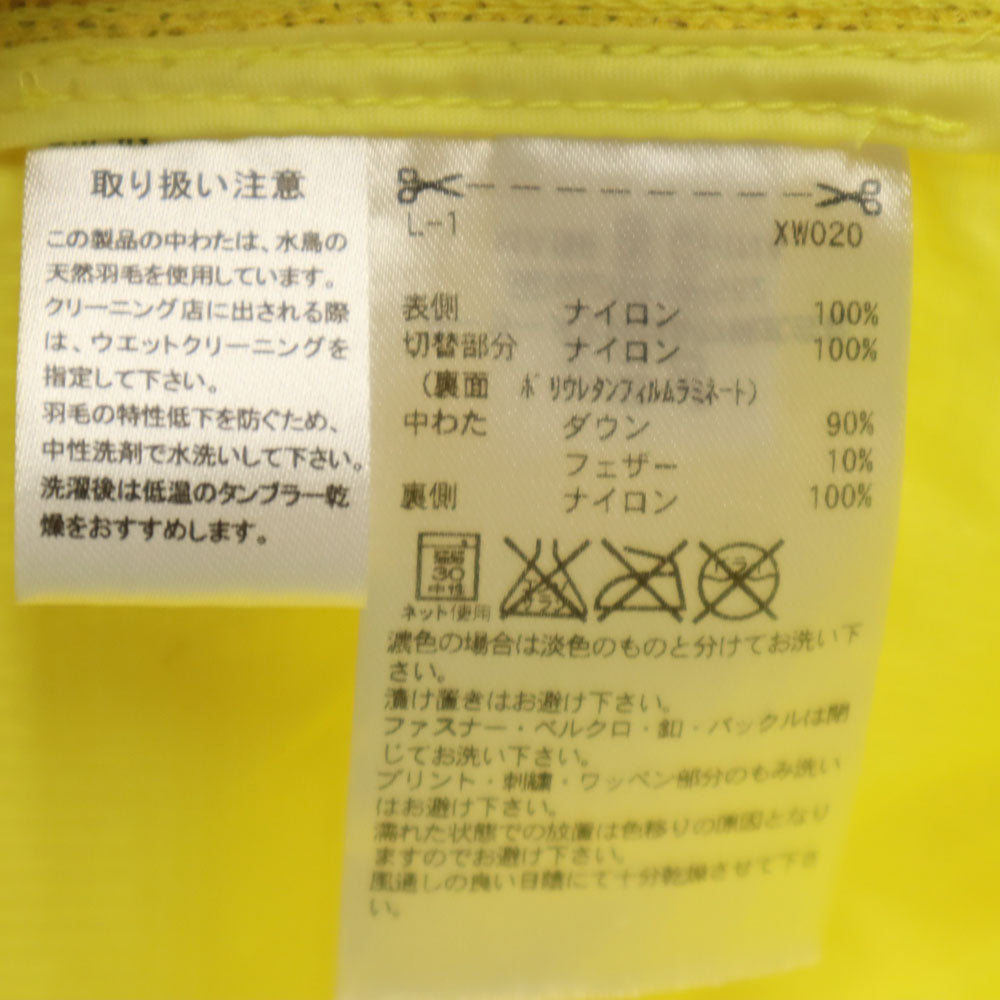 取り扱い注意
この製品の中わたは、水鳥の
天然羽毛を使用しています。
クリーニング店に出される際
は、ウエットクリーニングを
指定して下さい。
羽毛の特性低下を防ぐため、
中性洗剤で水洗いして下さい。
洗濯後は低温のタンブラー乾
燥をおすすめします。
L-1 XW020
表側 ナイロン 100%
切替部分 ナイロン 100%
(裏面 ポリウレタンフィルムラミネート)
中わた ダウン 90%
フェザー 10%
裏側 ナイロン 100%
30
中性
エンソ
サラシ
ドライ
ネット使用
濃色の場合は淡色のものと分けてお洗い下
さい。
漬け置きはお避け下さい。
ファスナー・ベルクロ・釦・バックルは閉
じてお洗い下さい。
プリント・刺繍・ワッペン部分のもみ洗い
はお避け下さい。
濡れた状態での放置は色移りの原因となり
ますのでお避け下さい。
風通しの良い日陰にて十分乾燥させて下さ
い。